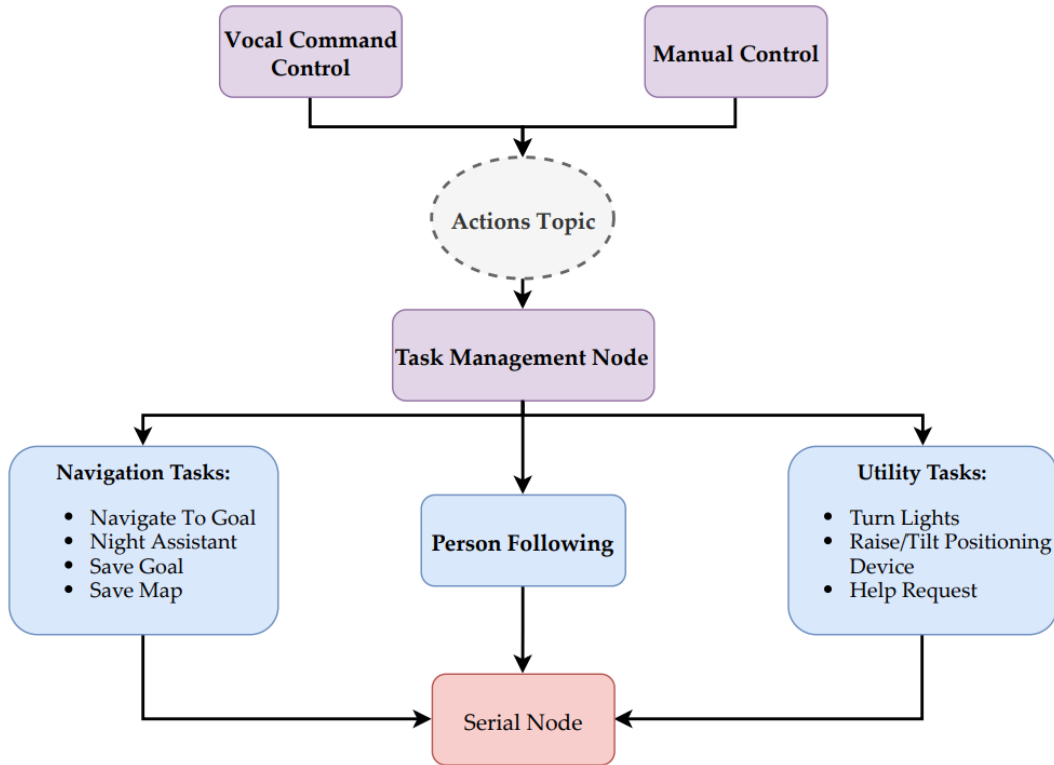 Vocal Command
Control
Manual Control
Actions Topic
Task Management Node
Navigation Tasks:
• Navigate To Goal
• Night Assistant
• Save Goal
• Save Map
Person Following
Utility Tasks:
• Turn Lights
• Raise/Tilt Positioning
Device
• Help Request
Serial Node